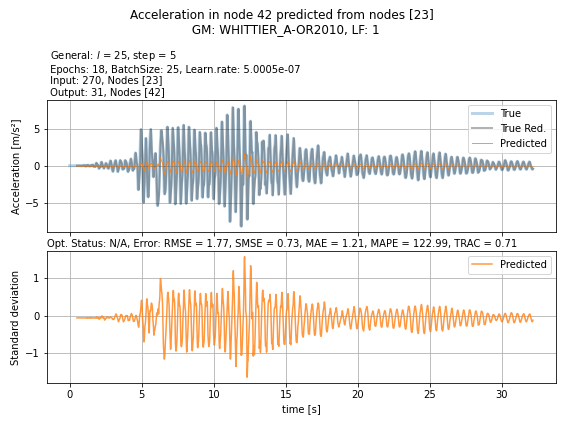 Acceleration in node 42 predicted from nodes [23]
GM: WHITTIER_A-OR2010, LF: 1
General: l = 25, step = 5
Epochs: 18, BatchSize: 25, Learn.rate: 5.0005e-07
Input: 270, Nodes [23]
Output: 31, Nodes [42]
Acceleration [m/s²]
5
0
−5
True
True Red.
Predicted
Opt. Status: N/A, Error: RMSE = 1.77, SMSE = 0.73, MAE = 1.21, MAPE = 122.99, TRAC = 0.71
Standard deviation
1
0
−1
Predicted
0 5 10 15 20 25 30
time [s]